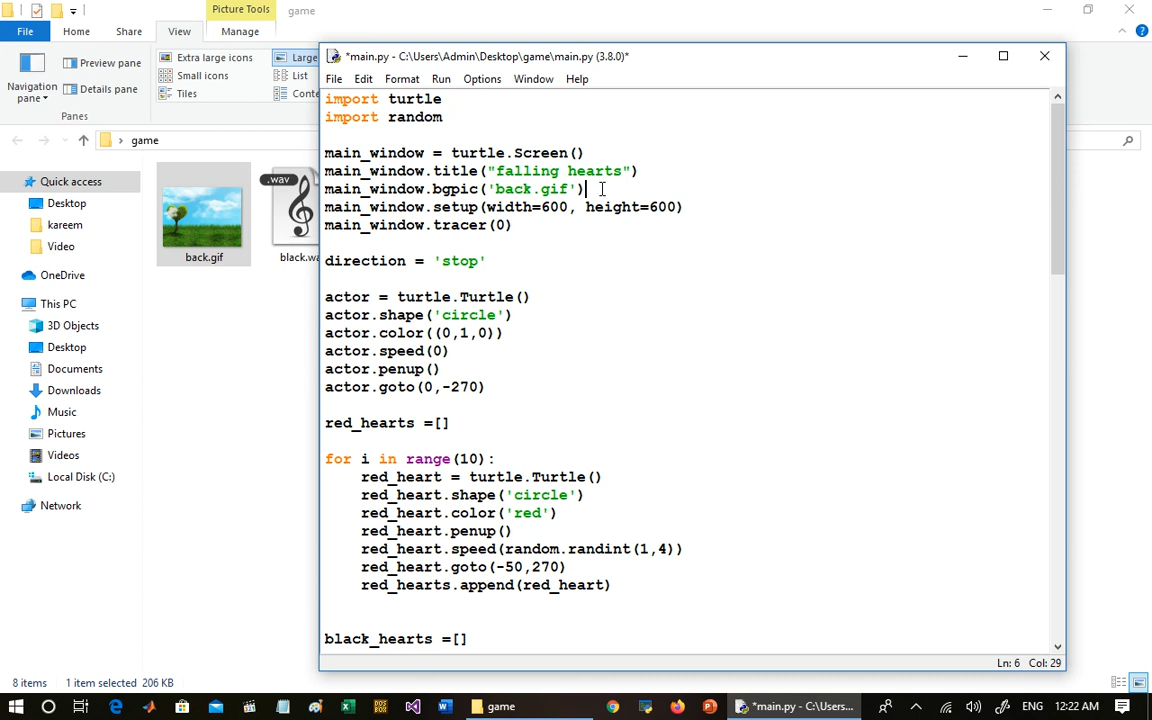 Picture Tools
game
File
Home
Share
View
Manage
Navigation
pane
Preview pane
Details pane
Panes
Extra large icons
Large
Small icons
List
Tiles
Conte
game
Quick access
Desktop
kareem
Video
OneDrive
This PC
3D Objects
Desktop
Documents
Downloads
Music
Pictures
Videos
Local Disk (C:)
Network
back.gif
.wav
black.wa
*main.py - C:\Users\Admin\Desktop\game\main.py (3.8.0)*
File Edit Format Run Options Window Help
import turtle
import random
main_window = turtle.Screen()
main_window.title("falling hearts")
main_window.bgpic('back.gif')
main_window.setup(width=600, height=600)
main_window.tracer(0)
direction = 'stop'
actor = turtle.Turtle()
actor.shape('circle')
actor.color((0,1,0))
actor.speed(0)
actor.penup()
actor.goto(0,-270)
red_hearts =[]
for i in range(10):
    red_heart = turtle.Turtle()
    red_heart.shape('circle')
    red_heart.color('red')
    red_heart.penup()
    red_heart.speed(random.randint(1,4))
    red_heart.goto(-50,270)
    red_hearts.append(red_heart)
black_hearts =[]
Ln: 6 Col: 29
8 items 1 item selected 206 KB
game
*main.py - C:\Users...
ENG
12:22 AM